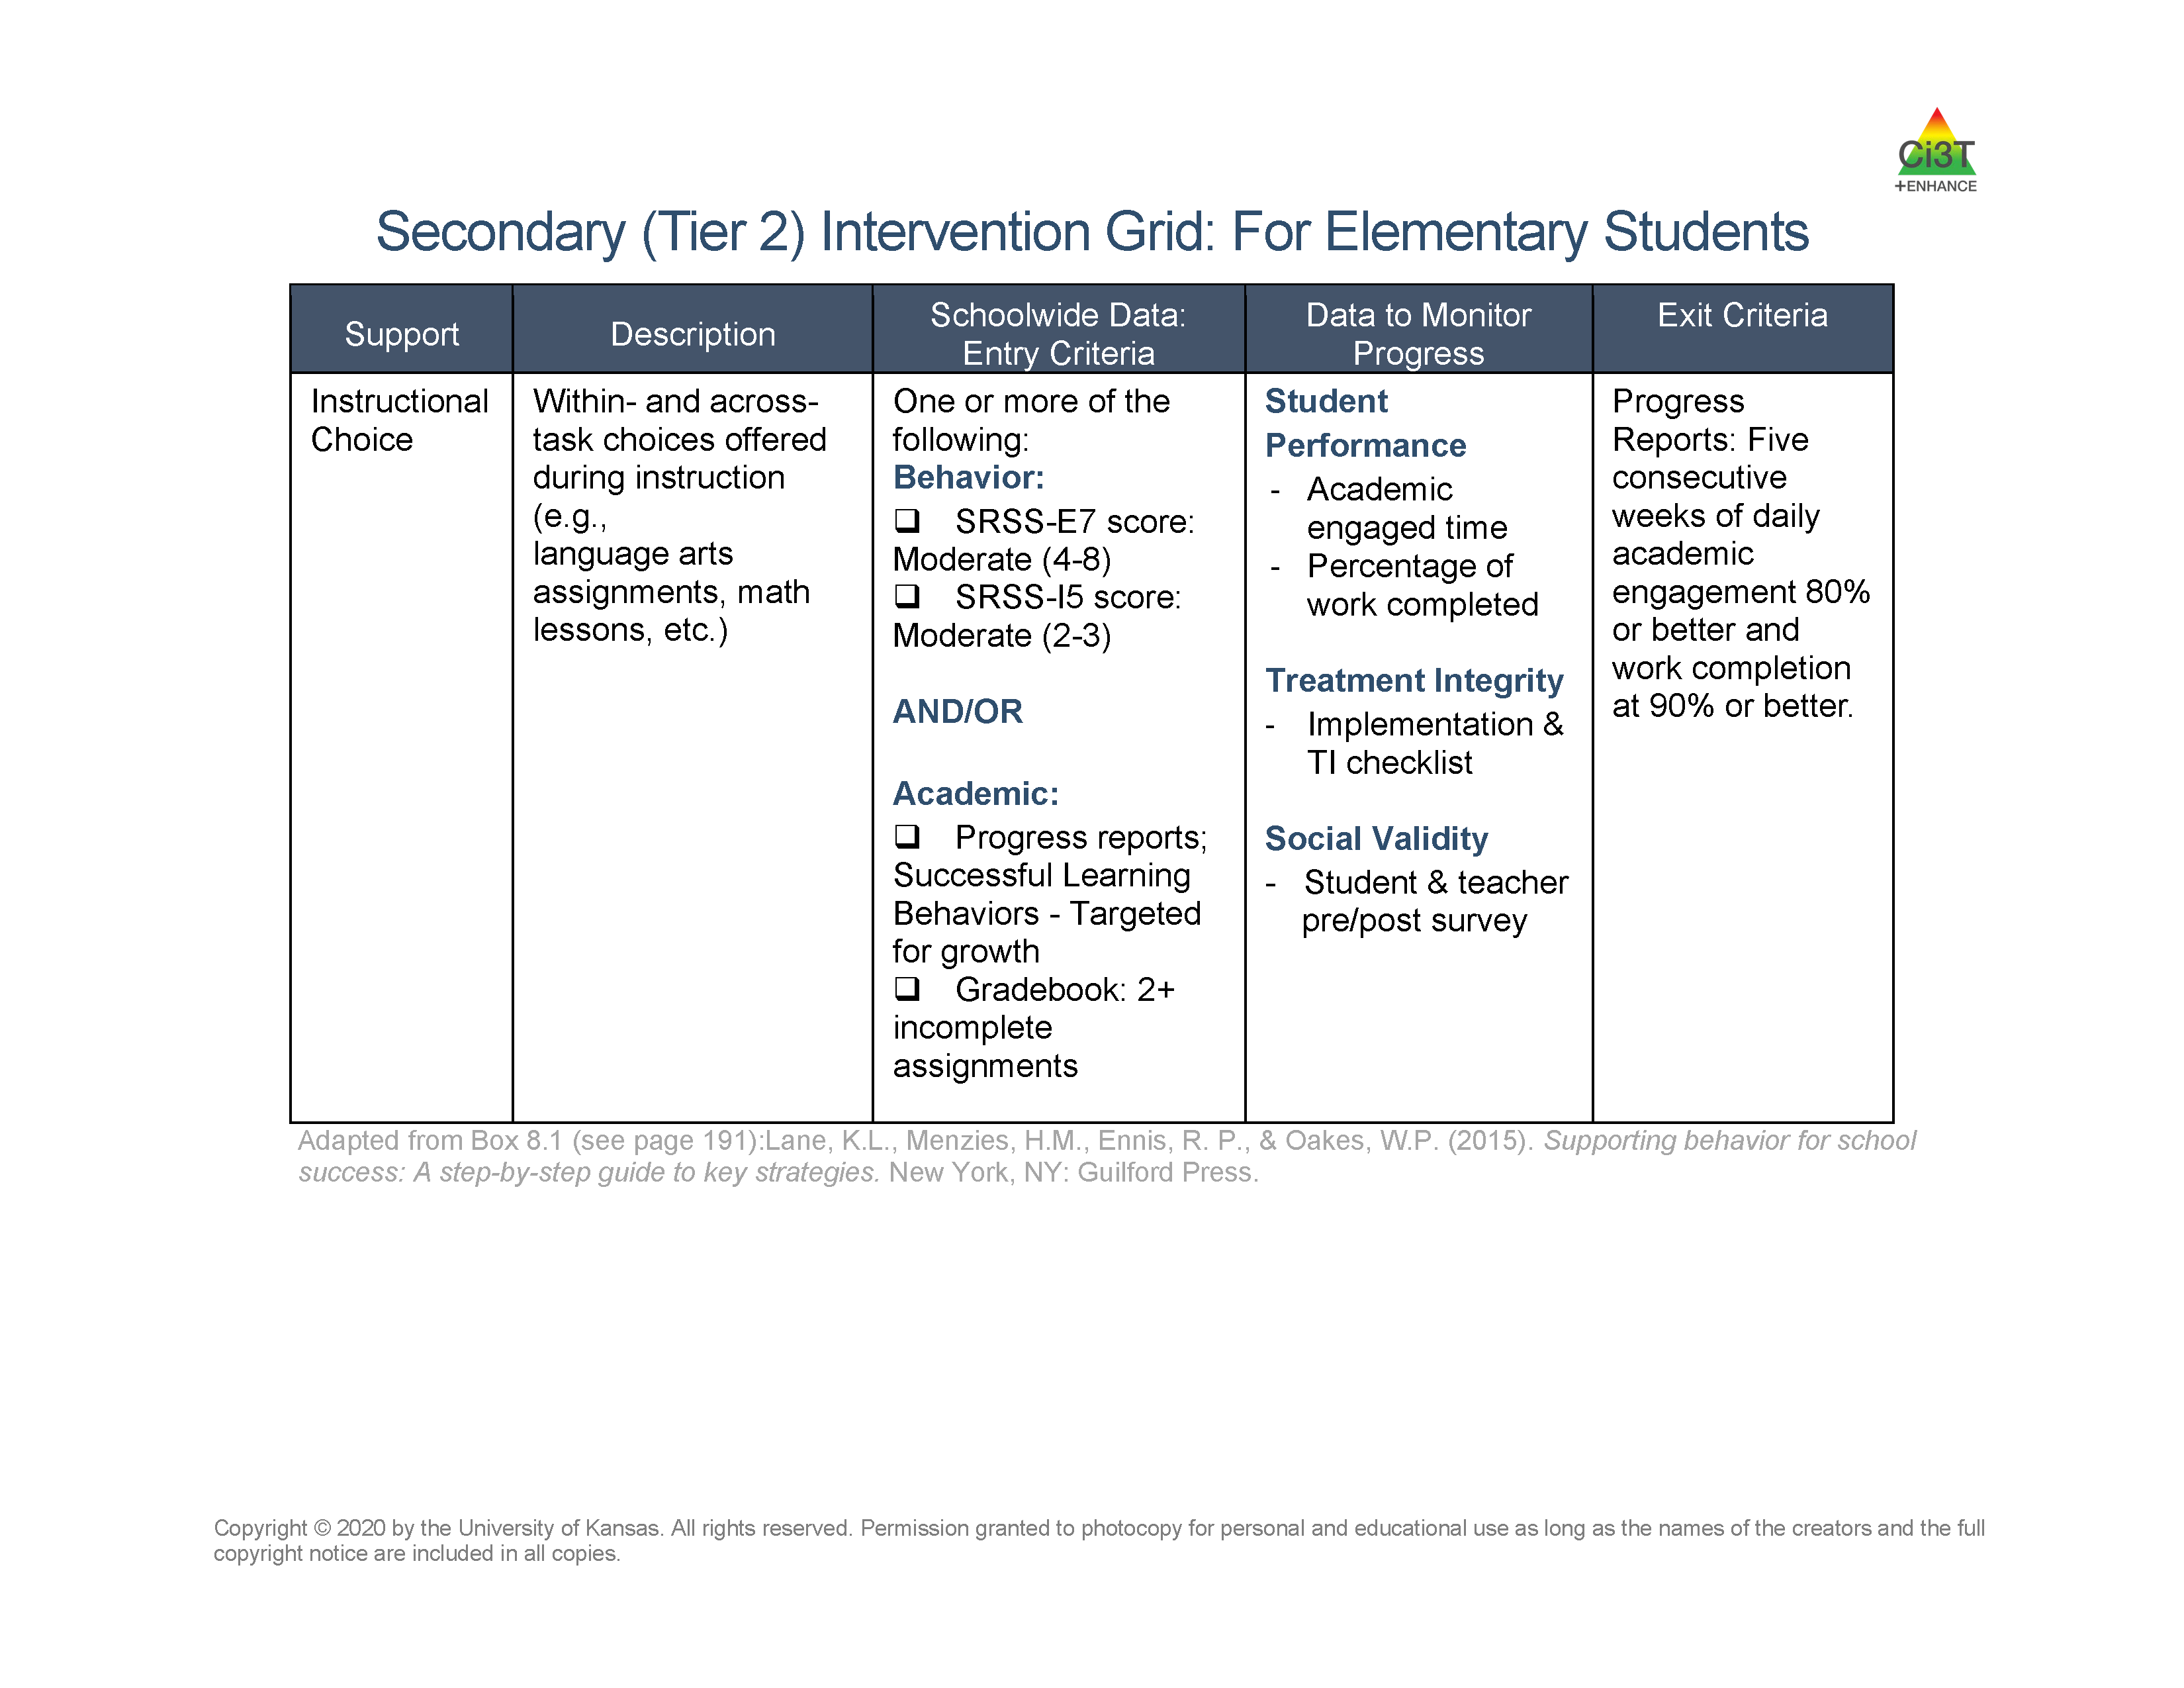 Ci3T
+ENHANCE
Secondary (Tier 2) Intervention Grid: For Elementary Students
Support
Description
Schoolwide Data:
Entry Criteria
Data to Monitor
Progress
Exit Criteria
Instructional
Choice
Within- and across-
task choices offered
during instruction
(e.g.,
language arts
assignments, math
lessons, etc.)
One or more of the
following:
Behavior:
❑ SRSS-E7 score:
Moderate (4-8)
❑ SRSS-I5 score:
Moderate (2-3)
AND/OR
Academic:
❑ Progress reports;
Successful Learning
Behaviors - Targeted
for growth
❑ Gradebook: 2+
incomplete
assignments
Student
Performance
- Academic
engaged time
- Percentage of
work completed
Treatment Integrity
- Implementation &
TI checklist
Social Validity
- Student & teacher
pre/post survey
Progress
Reports: Five
consecutive
weeks of daily
academic
engagement 80%
or better and
work completion
at 90% or better.
Adapted from Box 8.1 (see page 191):Lane, K.L., Menzies, H.M., Ennis, R. P., & Oakes, W.P. (2015). Supporting behavior for school
success: A step-by-step guide to key strategies. New York, NY: Guilford Press.
Copyright © 2020 by the University of Kansas. All rights reserved. Permission granted to photocopy for personal and educational use as long as the names of the creators and the full
copyright notice are included in all copies.